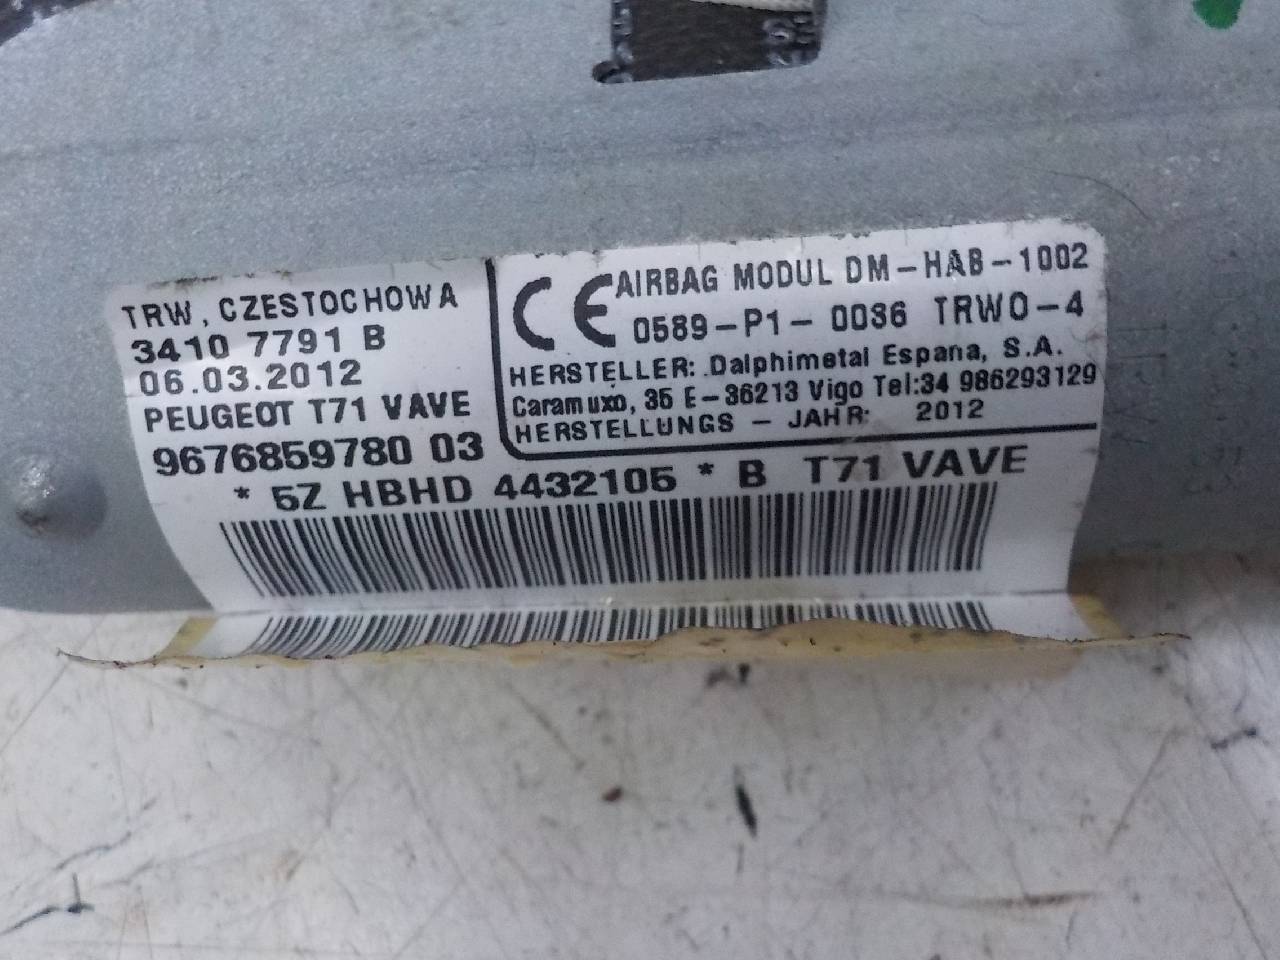 TRW, CZESTOCHOWA
3410 7791 B
06.03.2012
PEUGEOT T71 VAVE
9676859780 03
CE AIRBAG MODUL DM-HAB-1002
0589-P1-0036 TRWO-4
HERSTELLER: Dalphimetal Espana, S.A.
Caramuxo, 35 E-36213 Vigo Tel:34 986293129
HERSTELLUNGS - JAHR: 2012
* 5Z HBHD 4432105 * B T71 VAVE